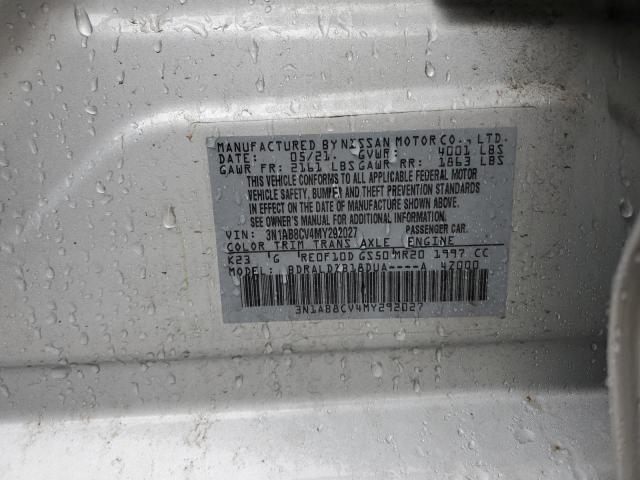 MANUFACTURED BY NISSAN MOTOR CO., LTD.
DATE: 05/21. GVWR: 4001 LBS
GAWR FR: 2161 LBS GAWR RR: 1863 LBS
THIS VEHICLE CONFORMS TO ALL APPLICABLE FEDERAL MOTOR
VEHICLE SAFETY, BUMPER AND THEFT PREVENTION STANDARDS
IN EFFECT ON THE DATE OF MANUFACTURE SHOWN ABOVE.
SEE OWNER'S MANUAL FOR ADDITIONAL INFORMATION.
VIN: 3N1AB8CV4MY292027 PASSENGER CAR
COLOR TRIM TRANS AXLE ENGINE
K23 G RE0F10D GS50 MR20 1997 CC
MODEL: BDRALDZB18DUA----A 47000
3N1AB8CV4MY292027